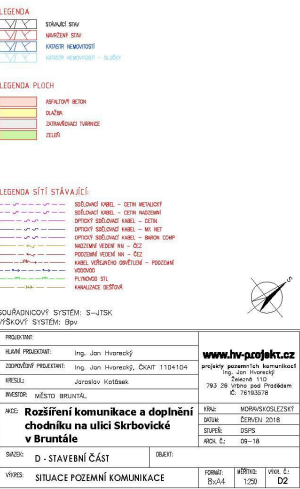 LEGENDA
STÁVAJÍCÍ STAV
NAVRŽENÝ STAV
KATASTR NEMOVITOSTÍ
KATASTR NEMOVITOSTÍ - SLUČKY
LEGENDA PLOCH
ASFALTOVÝ BETON
DLAŽBA
ZATRAVŇOVACÍ TVÁRNICE
ZELEŇ
LEGENDA SÍTÍ STÁVAJÍCÍ:
SDĚLOVACÍ KABEL - CETIN METALICKÝ
SDĚLOVACÍ KABEL - CETIN NADZEMNÍ
OPTICKÝ SDĚLOVACÍ KABEL - CETIN
OPTICKÝ SDĚLOVACÍ KABEL - MX NET
OPTICKÝ SDĚLOVACÍ KABEL - BARON COMP
NADZEMNÍ VEDENÍ NN - ČEZ
PODZEMNÍ VEDENÍ NN - ČEZ
KABEL VEŘEJNÉHO OSVĚTLENÍ - PODZEMNÍ
VODOVOD
PLYNOVOD STL
KANALIZACE DEŠŤOVÁ
S
SOUŘADNICOVÝ SYSTÉM: S-JTSK
VÝŠKOVÝ SYSTÉM: Bpv
PROJEKTANT:
HLAVNÍ PROJEKTANT: Ing. Jan Hvorecký
ZODPOVĚDNÝ PROJEKTANT: Ing. Jan Hvorecký, ČKAIT 1104104
KRESLIL: Jaroslav Kotásek
INVESTOR: MĚSTO BRUNTÁL
www.hv-projekt.cz
projekty pozemních komunikací
Ing. Jan Hvorecký
Železná 110
793 26 Vrbno pod Pradědem
IČ: 76193578
AKCE: Rozšíření komunikace a doplnění
chodníku na ulici Skrbovické
v Bruntále
KRAJ: MORAVSKOSLEZSKÝ
DATUM: ČERVEN 2018
STUPEŇ: DSPS
ARCH. Č.: 09-18
SVAZEK: D - STAVEBNÍ ČÁST
OBJEKT:
VÝKRES: SITUACE POZEMNÍ KOMUNIKACE
FORMÁT: 8xA4
MĚŘÍTKO: 1:250
VÝKR. Č.: D2